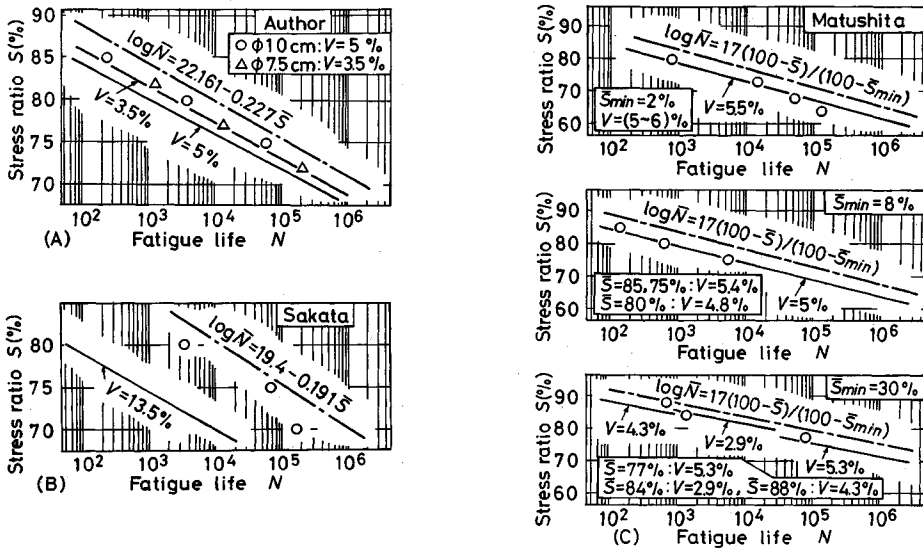 Author
○ φ10 cm : V = 5 %
△ φ7.5 cm : V = 3.5 %
log N̄ = 22.161 − 0.227 S̄
V = 3.5 %
V = 5 %
Stress ratio S (%)
90
85
80
75
70
10² 10³ 10⁴ 10⁵ 10⁶
(A) Fatigue life N
Sakata
log N̄ = 19.4 − 0.191 S̄
V = 13.5 %
Stress ratio S (%)
80
75
70
10² 10³ 10⁴ 10⁵ 10⁶
(B) Fatigue life N
Matushita
log N̄ = 17(100 − S̄)/(100 − S̄min)
S̄min = 2 %
V = (5~6) %
V = 5.5 %
Stress ratio S (%)
90
80
70
60
10² 10³ 10⁴ 10⁵ 10⁶
Fatigue life N
S̄min = 8 %
log N̄ = 17(100 − S̄)/(100 − S̄min)
S̄ = 85, 75 % : V = 5.4 %
S̄ = 80 % : V = 4.8 %
V = 5 %
Stress ratio S (%)
90
80
70
60
10² 10³ 10⁴ 10⁵ 10⁶
Fatigue life N
S̄min = 30 %
log N̄ = 17(100 − S̄)/(100 − S̄min)
V = 4.3 %
V = 2.9 %
V = 5.3 %
S̄ = 77 % : V = 5.3 %
S̄ = 84 % : V = 2.9 %, S̄ = 88 % : V = 4.3 %
Stress ratio S (%)
90
80
70
60
10² 10³ 10⁴ 10⁵ 10⁶
(C) Fatigue life N